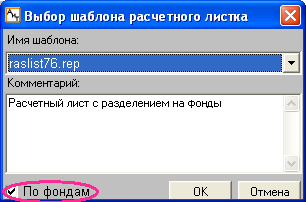 Выбор шаблона расчетного листка
Имя шаблона:
raslist76.rep
Комментарий:
Расчетный лист с разделением на фонды
По фондам
OK
Отмена